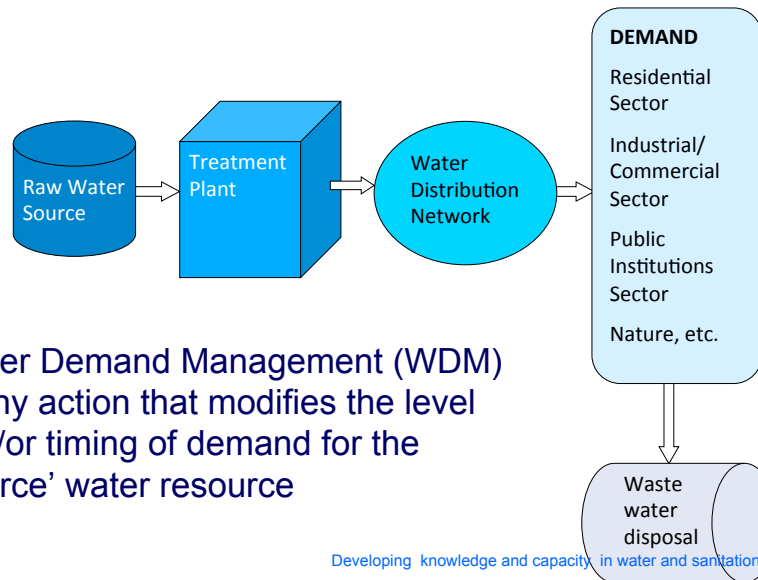 Raw Water
Source
Treatment
Plant
Water
Distribution
Network
DEMAND
Residential
Sector
Industrial/
Commercial
Sector
Public
Institutions
Sector
Nature, etc.
er Demand Management (WDM)
ny action that modifies the level
/or timing of demand for the
rce’ water resource
Waste
water
disposal
Developing knowledge and capacity in water and sanitation